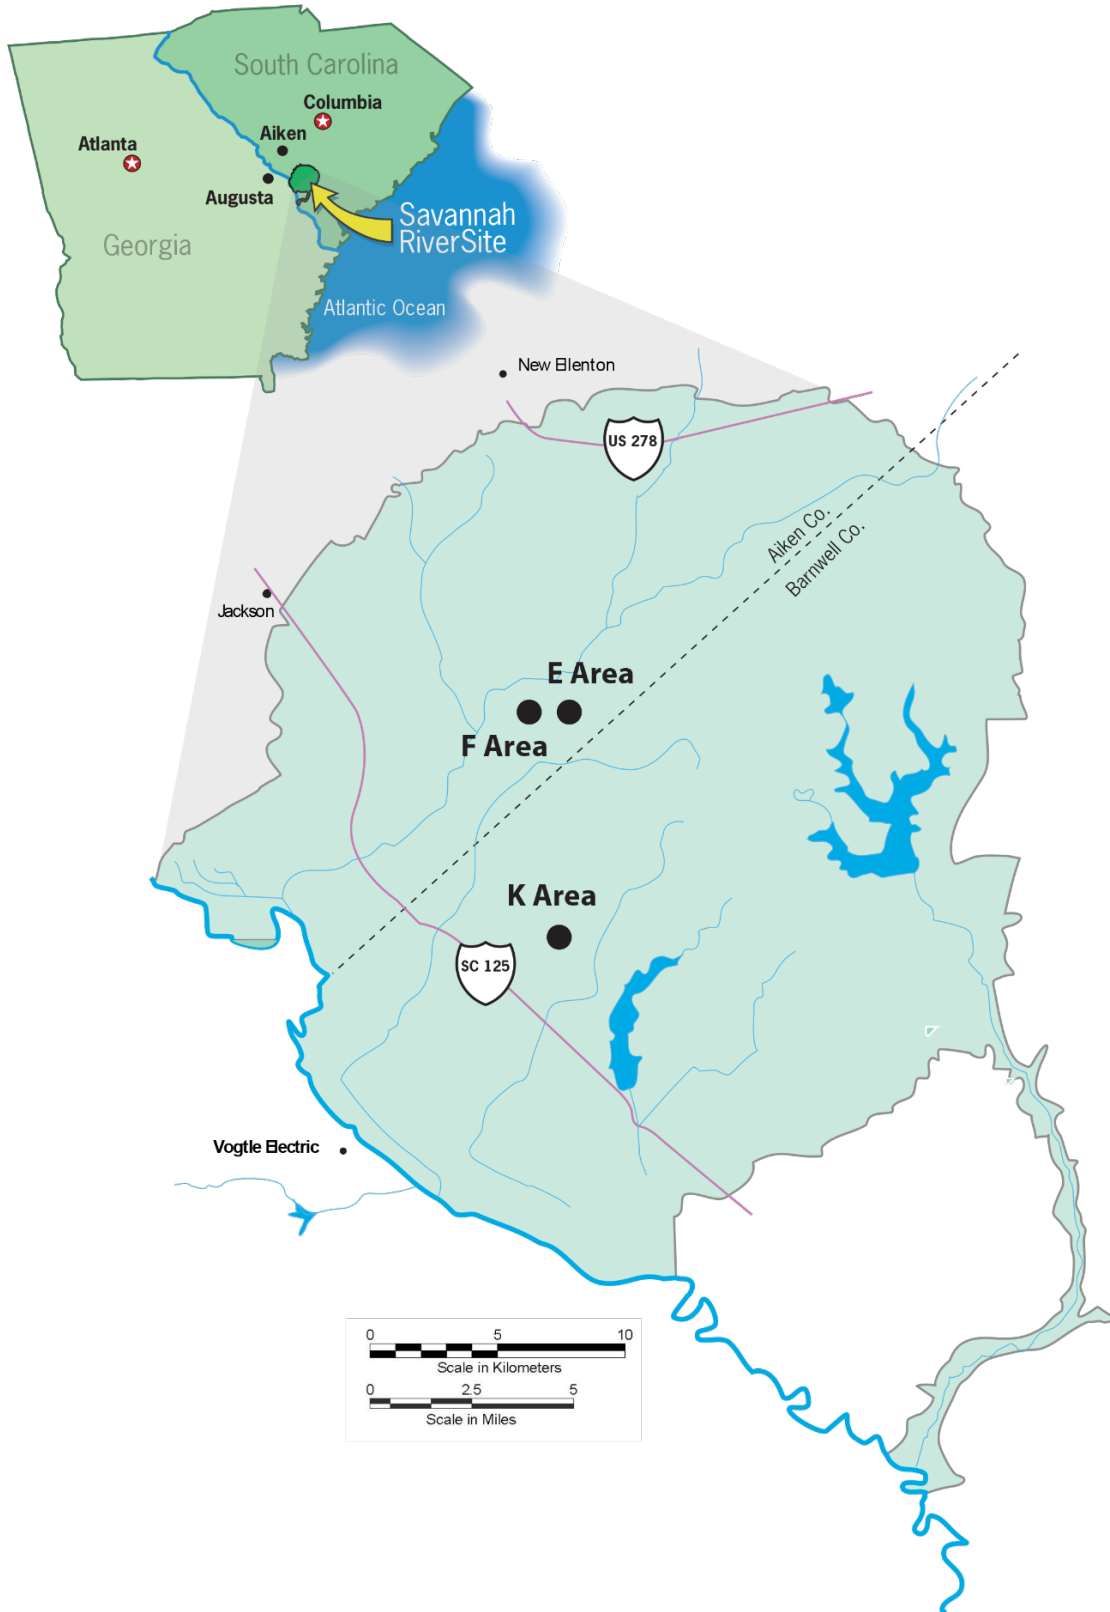 South Carolina
Columbia
Aiken
Atlanta
Augusta
Savannah
RiverSite
Georgia
Atlantic Ocean
New Ellenton
US 278
Aiken Co.
Barnwell Co.
Jackson
E Area
F Area
K Area
SC 125
Vogtle Electric
0 5 10
Scale in Kilometers
0 2.5 5
Scale in Miles